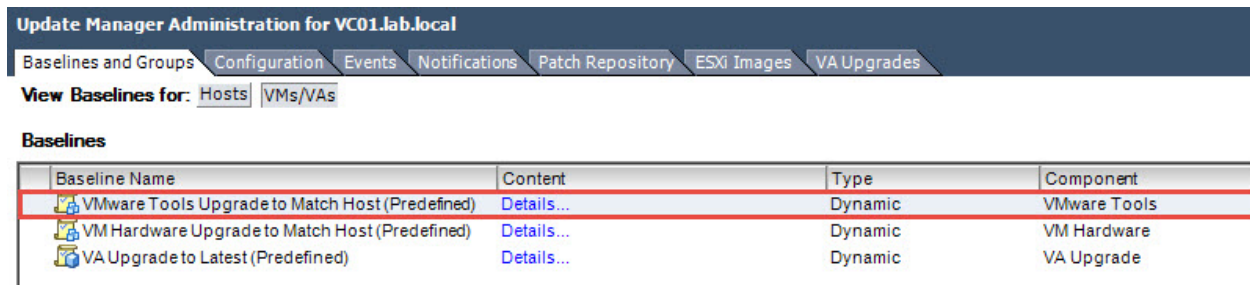 Update Manager Administration for VC01.lab.local
Baselines and Groups Configuration Events Notifications Patch Repository ESXi Images VA Upgrades
View Baselines for: Hosts VMs/VAs
Baselines
Baseline Name Content Type Component
VMware Tools Upgrade to Match Host (Predefined) Details... Dynamic VMware Tools
VM Hardware Upgrade to Match Host (Predefined) Details... Dynamic VM Hardware
VA Upgrade to Latest (Predefined) Details... Dynamic VA Upgrade